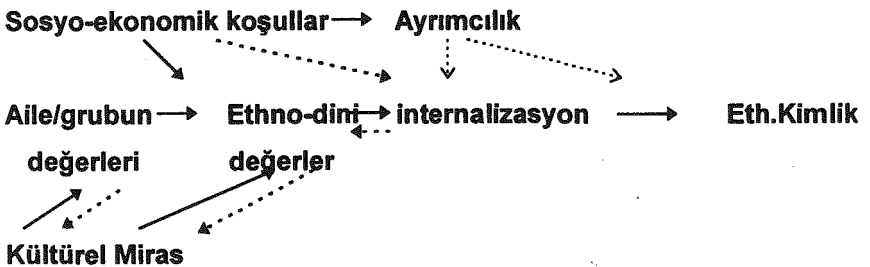 Sosyo-ekonomik koşullar Ayrımcılık
Aile/grubun Ethno-dini internalizasyon Eth.Kimlik
değerleri değerler
Kültürel Miras